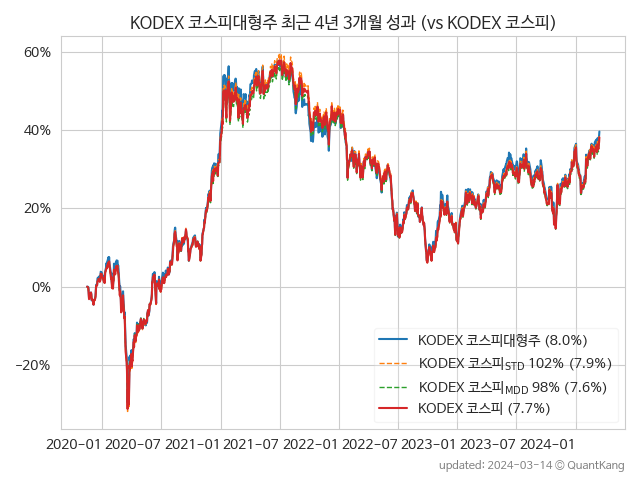 KODEX 코스피대형주 최근 4년 3개월 성과 (vs KODEX 코스피)
60%
40%
20%
0%
−20%
KODEX 코스피대형주 (8.0%)
KODEX 코스피STD 102% (7.9%)
KODEX 코스피MDD 98% (7.6%)
KODEX 코스피 (7.7%)
2020-01 2020-07 2021-01 2021-07 2022-01 2022-07 2023-01 2023-07 2024-01
updated: 2024-03-14 © QuantKang